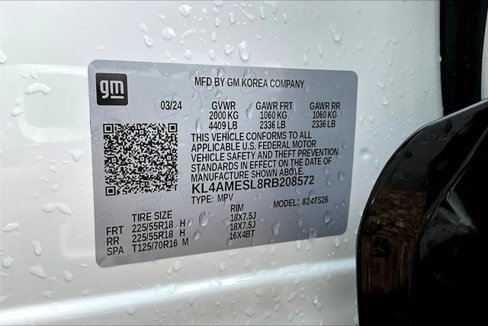 gm
MFD BY GM KOREA COMPANY
03/24 GVWR GAWR FRT GAWR RR
2000 KG 1060 KG 1060 KG
4409 LB 2336 LB 2336 LB
THIS VEHICLE CONFORMS TO ALL
APPLICABLE U.S. FEDERAL MOTOR
VEHICLE SAFETY AND THEFT PREVENTION
STANDARDS IN EFFECT ON THE DATE OF
MANUFACTURE SHOWN ABOVE.
KL4AMESL8RB208572
TYPE: MPV MODEL: 824TS26
TIRE SIZE RIM
FRT 225/55R18 H 18X7.5J
RR 225/55R18 H 18X7.5J
SPA T125/70R16 M 16X4BT